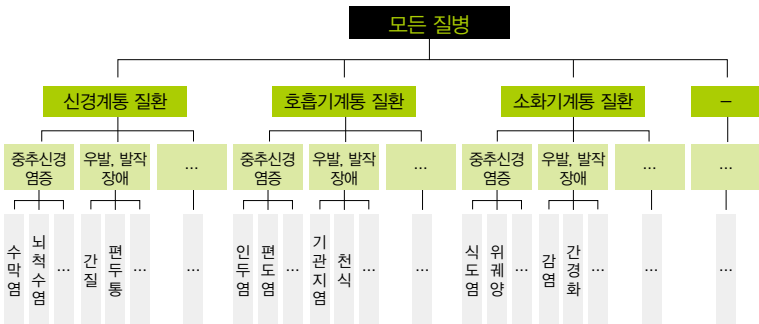 모든 질병
신경계통 질환
호흡기계통 질환
소화기계통 질환
–
중추신경
염증
우발, 발작
장애
...
중추신경
염증
우발, 발작
장애
...
중추신경
염증
우발, 발작
장애
...
...
수막염
뇌척수염
...
간질
편두통
...
...
인두염
편도염
...
기관지염
천식
...
...
식도염
위궤양
...
감염
간경화
...
...
...